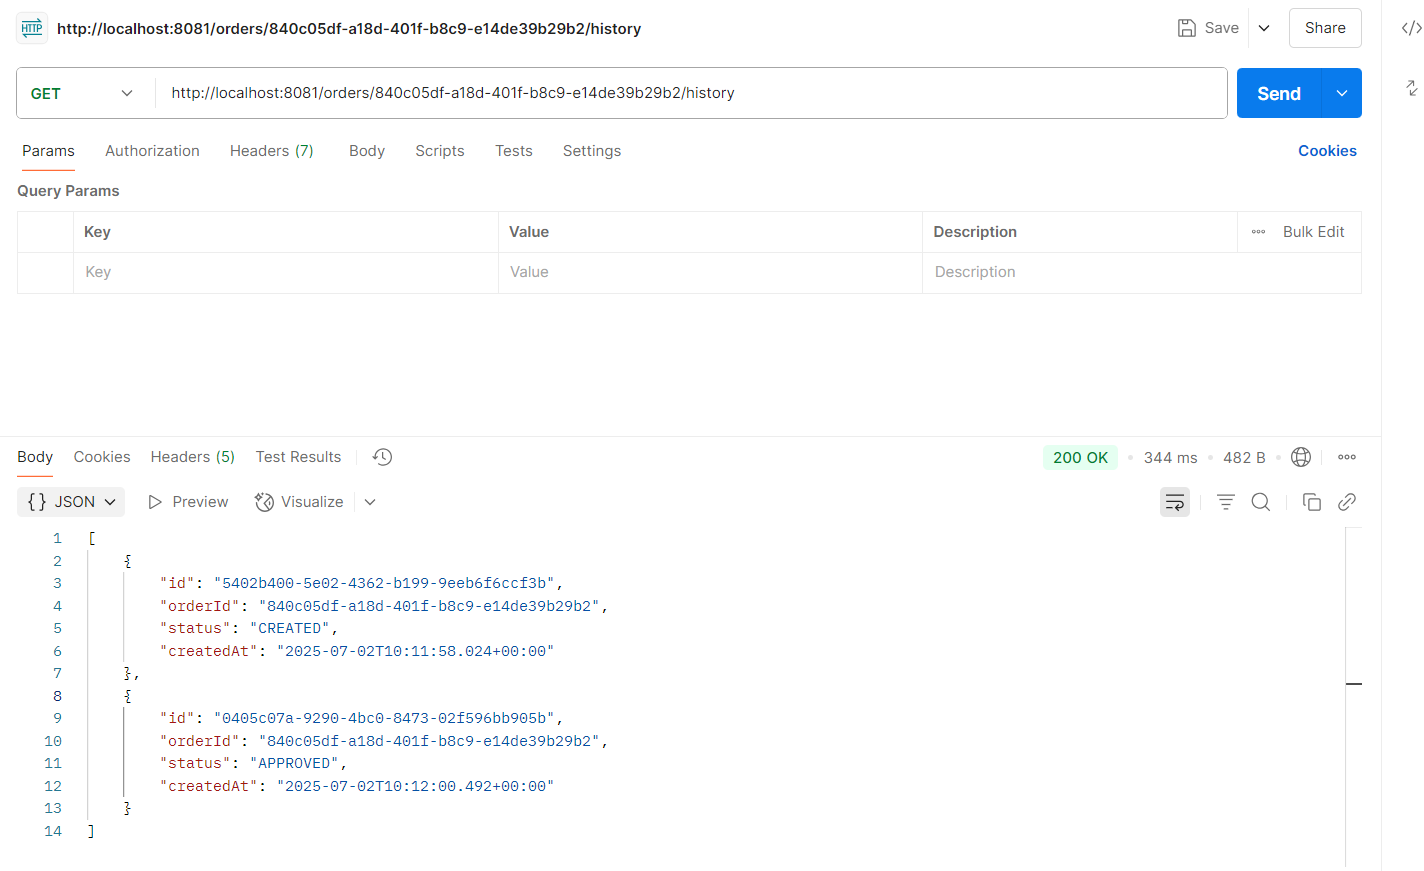 HTTP http://localhost:8081/orders/840c05df-a18d-401f-b8c9-e14de39b29b2/history Save Share
GET http://localhost:8081/orders/840c05df-a18d-401f-b8c9-e14de39b29b2/history Send
Params Authorization Headers (7) Body Scripts Tests Settings Cookies
Query Params
Key Value Description Bulk Edit
Key Value Description
Body Cookies Headers (5) Test Results 200 OK 344 ms 482 B
{} JSON Preview Visualize
1 [
2 {
3 "id": "5402b400-5e02-4362-b199-9eeb6f6ccf3b",
4 "orderId": "840c05df-a18d-401f-b8c9-e14de39b29b2",
5 "status": "CREATED",
6 "createdAt": "2025-07-02T10:11:58.024+00:00"
7 },
8 {
9 "id": "0405c07a-9290-4bc0-8473-02f596bb905b",
10 "orderId": "840c05df-a18d-401f-b8c9-e14de39b29b2",
11 "status": "APPROVED",
12 "createdAt": "2025-07-02T10:12:00.492+00:00"
13 }
14 ]